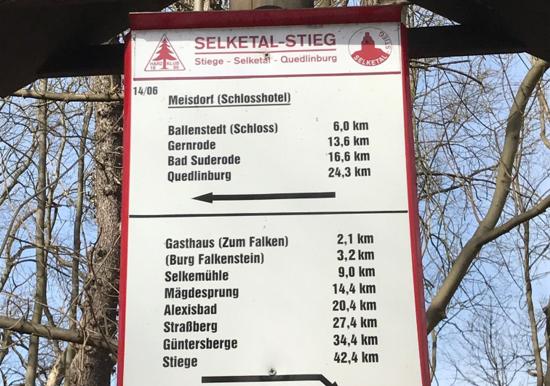 SELKETAL-STIEG
Stiege - Selketal - Quedlinburg
HARZKLUB
SELKETAL STIEG
14/06
Meisdorf (Schlosshotel)
Ballenstedt (Schloss) 6,0 km
Gernrode 13,6 km
Bad Suderode 16,6 km
Quedlinburg 24,3 km
Gasthaus (Zum Falken) 2,1 km
(Burg Falkenstein) 3,2 km
Selkemühle 9,0 km
Mägdesprung 14,4 km
Alexisbad 20,4 km
Straßberg 27,4 km
Güntersberge 34,4 km
Stiege 42,4 km